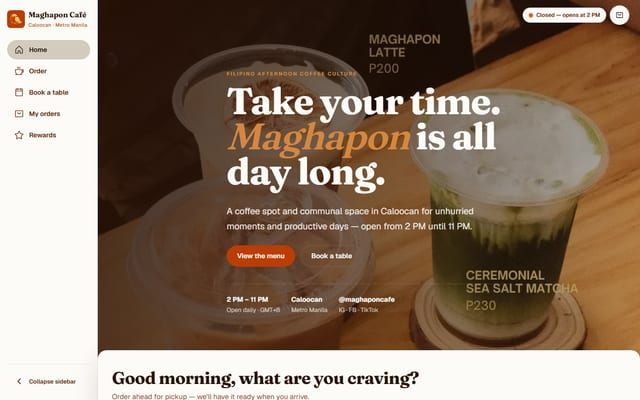 Maghapon Café
Caloocan · Metro Manila
Home
Order
Book a table
My orders
Rewards
Collapse sidebar
Closed — opens at 2 PM
MAGHAPON
LATTE
P200
FILIPINO AFTERNOON COFFEE CULTURE
Take your time.
Maghapon is all
day long.
A coffee spot and communal space in Caloocan for unhurried
moments and productive days — open from 2 PM until 11 PM.
View the menu
Book a table
CEREMONIAL
SEA SALT MATCHA
P230
2 PM – 11 PM
Open daily · GMT+8
Caloocan
Metro Manila
@maghaponcafe
IG · FB · TikTok
Good morning, what are you craving?
Order ahead for pickup — we'll have it ready when you arrive.